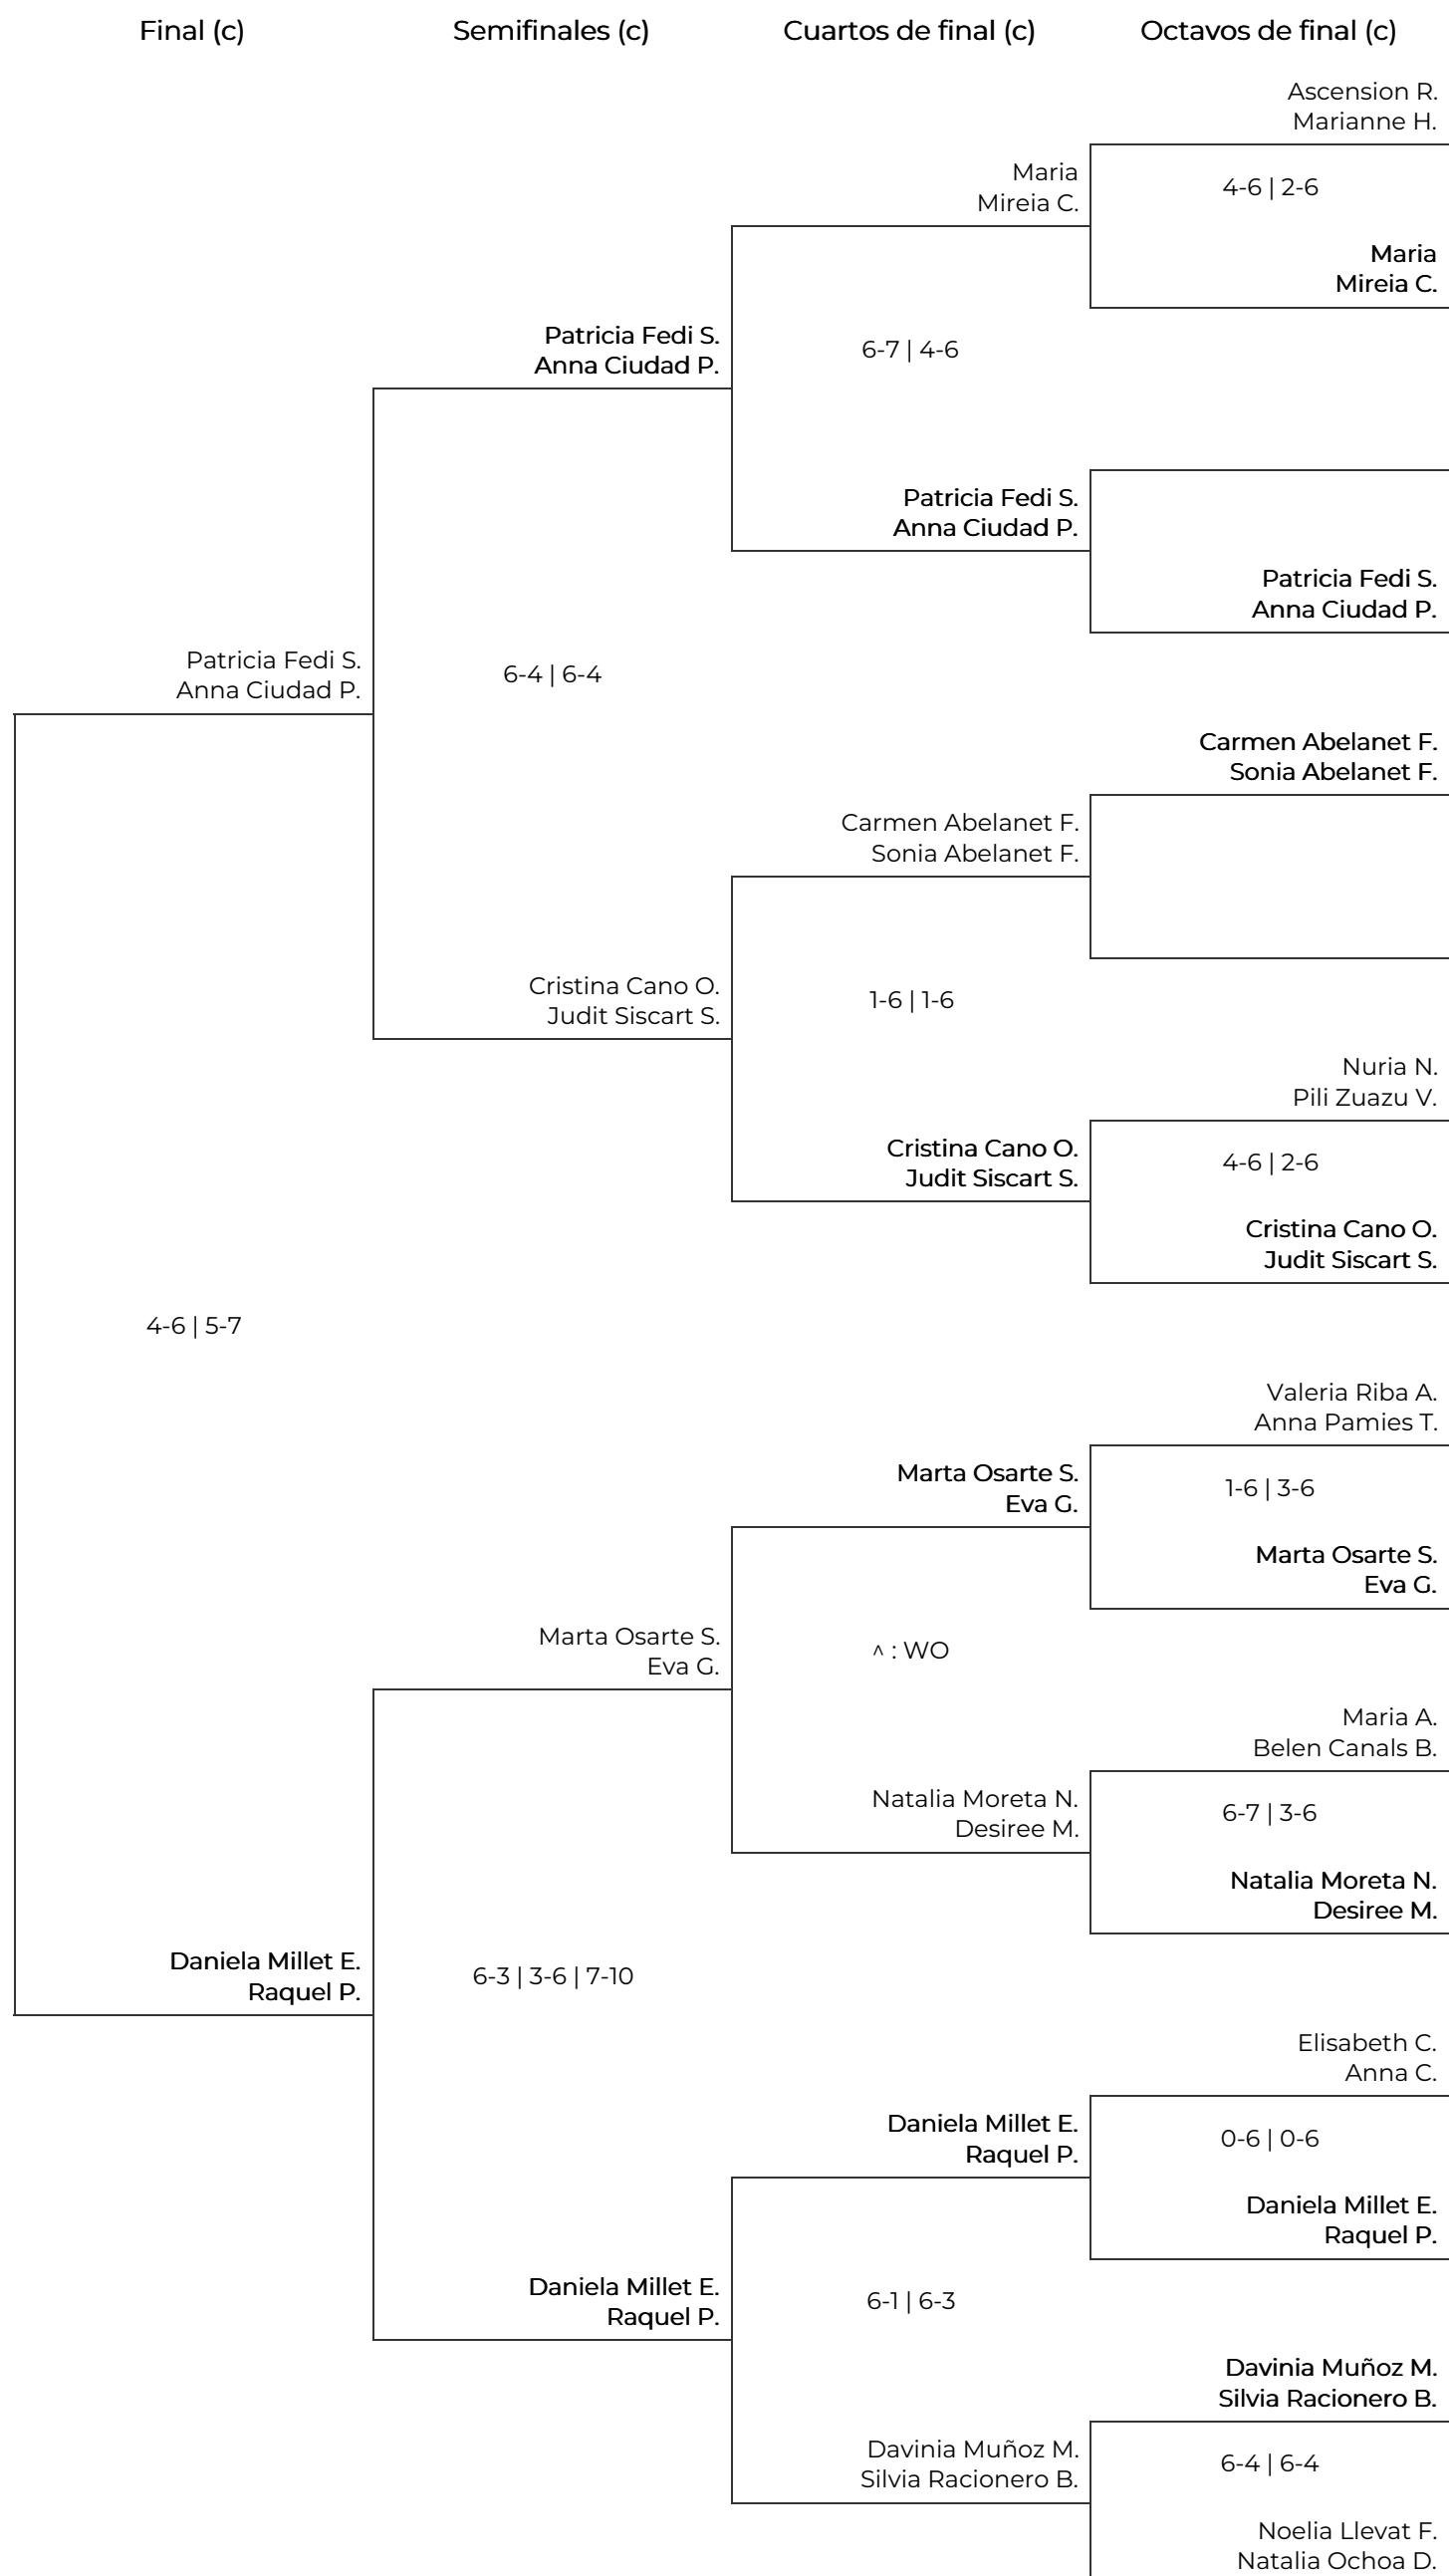 Final (c)
Semifinales (c)
Cuartos de final (c)
Octavos de final (c)
Ascension R.
Marianne H.
Maria
Mireia C.
4-6 | 2-6
Maria
Mireia C.
Patricia Fedi S.
Anna Ciudad P.
6-7 | 4-6
Patricia Fedi S.
Anna Ciudad P.
Patricia Fedi S.
Anna Ciudad P.
Patricia Fedi S.
Anna Ciudad P.
6-4 | 6-4
Carmen Abelanet F.
Sonia Abelanet F.
Carmen Abelanet F.
Sonia Abelanet F.
Cristina Cano O.
Judit Siscart S.
1-6 | 1-6
Nuria N.
Pili Zuazu V.
Cristina Cano O.
Judit Siscart S.
4-6 | 2-6
Cristina Cano O.
Judit Siscart S.
4-6 | 5-7
Valeria Riba A.
Anna Pamies T.
Marta Osarte S.
Eva G.
1-6 | 3-6
Marta Osarte S.
Eva G.
Marta Osarte S.
Eva G.
^ : WO
Maria A.
Belen Canals B.
Natalia Moreta N.
Desiree M.
6-7 | 3-6
Natalia Moreta N.
Desiree M.
Daniela Millet E.
Raquel P.
6-3 | 3-6 | 7-10
Elisabeth C.
Anna C.
Daniela Millet E.
Raquel P.
0-6 | 0-6
Daniela Millet E.
Raquel P.
Daniela Millet E.
Raquel P.
6-1 | 6-3
Davinia Muñoz M.
Silvia Racionero B.
Davinia Muñoz M.
Silvia Racionero B.
6-4 | 6-4
Noelia Llevat F.
Natalia Ochoa D.